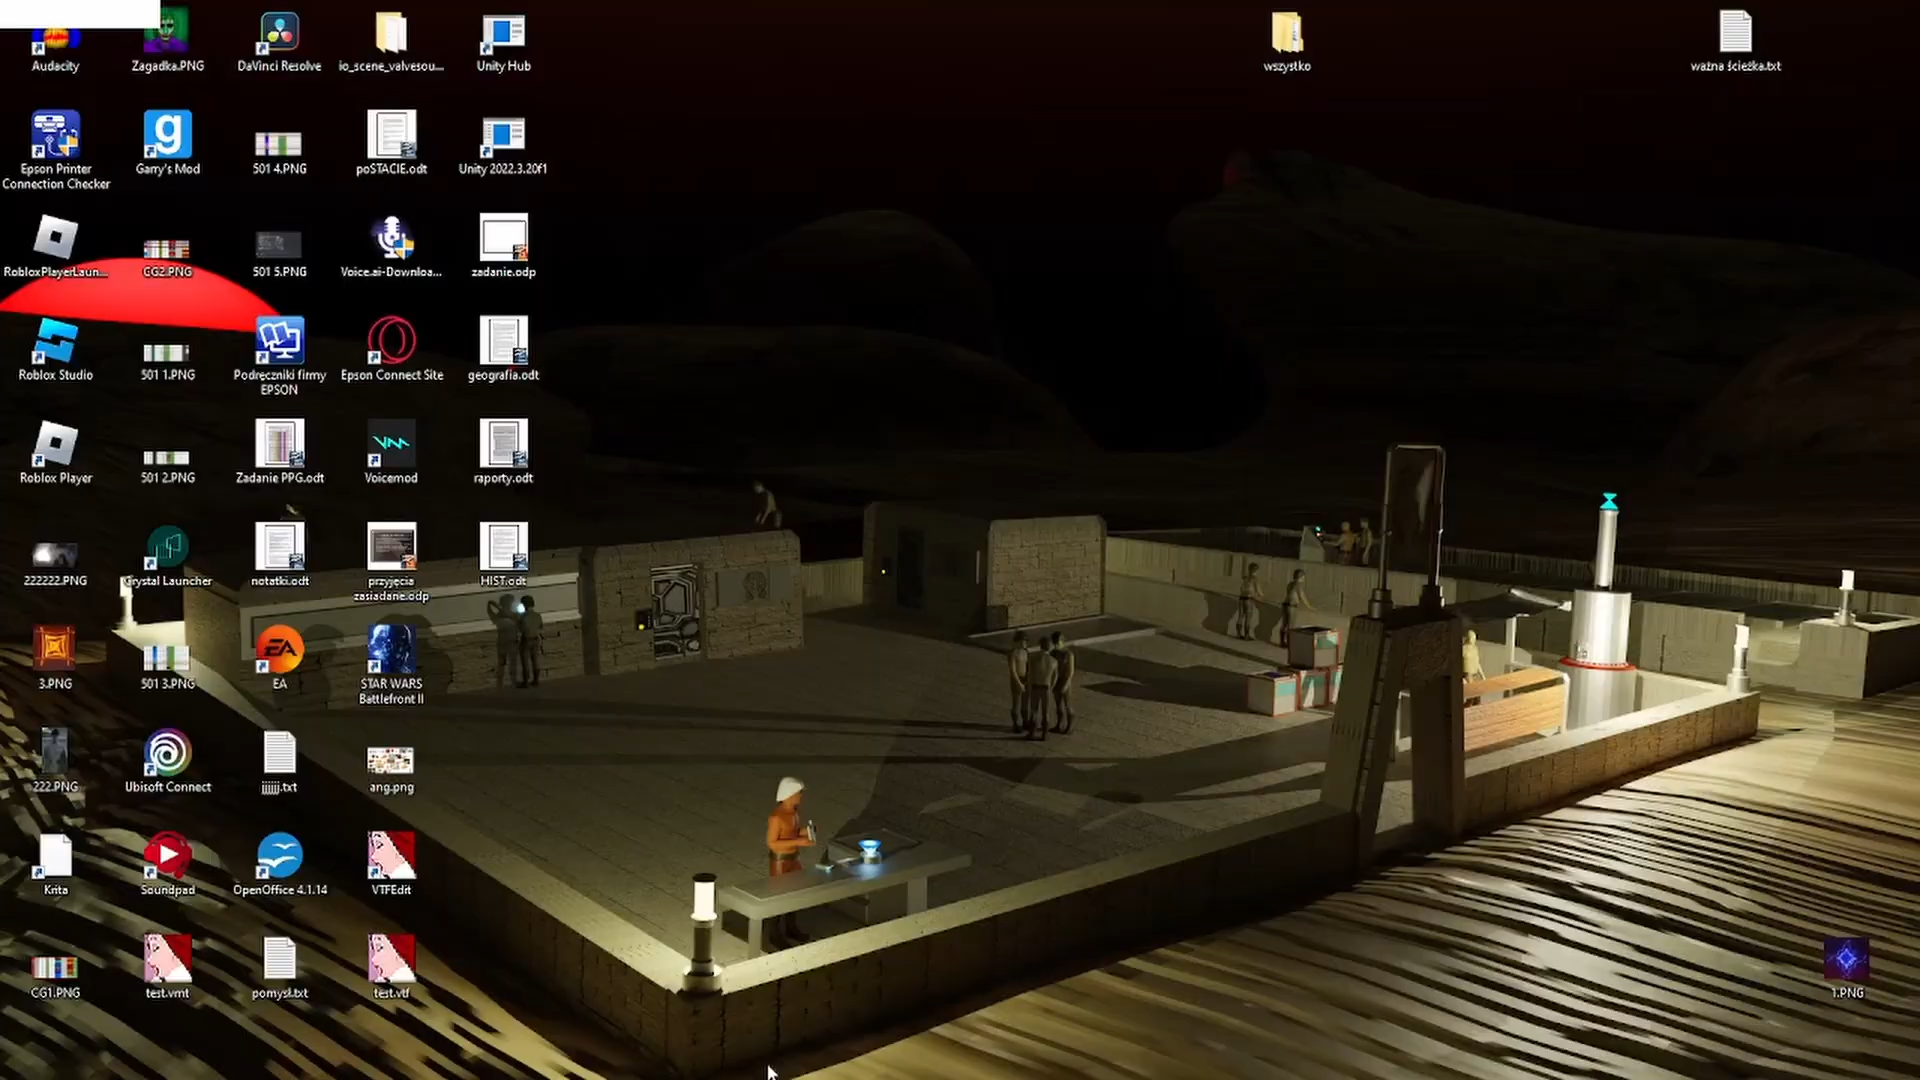 Audacity
Zagadka.PNG
DaVinci Resolve
io_scene_valvesou...
Unity Hub
wszystko
ważna ścieżka.txt
Epson Printer
Connection Checker
Garry's Mod
501 4.PNG
poSTACIE.odt
Unity 2022.3.20f1
RobloxPlayerLaun...
CG2.PNG
501 5.PNG
Voice.ai-Downloa...
zadanie.odp
Roblox Studio
501 1.PNG
Podręczniki firmy
EPSON
Epson Connect Site
geografia.odt
Roblox Player
501 2.PNG
Zadanie PPG.odt
Voicemod
raporty.odt
222222.PNG
Crystal Launcher
notatki.odt
przyjęcia
zasiadane.odp
HIST.odt
3.PNG
501 3.PNG
EA
EA
STAR WARS
Battlefront II
222.PNG
Ubisoft Connect
ang.png
Krita
Soundpad
OpenOffice 4.1.14
VTFEdit
CG1.PNG
test.vmt
pomysł.txt
test.vtf
1.PNG